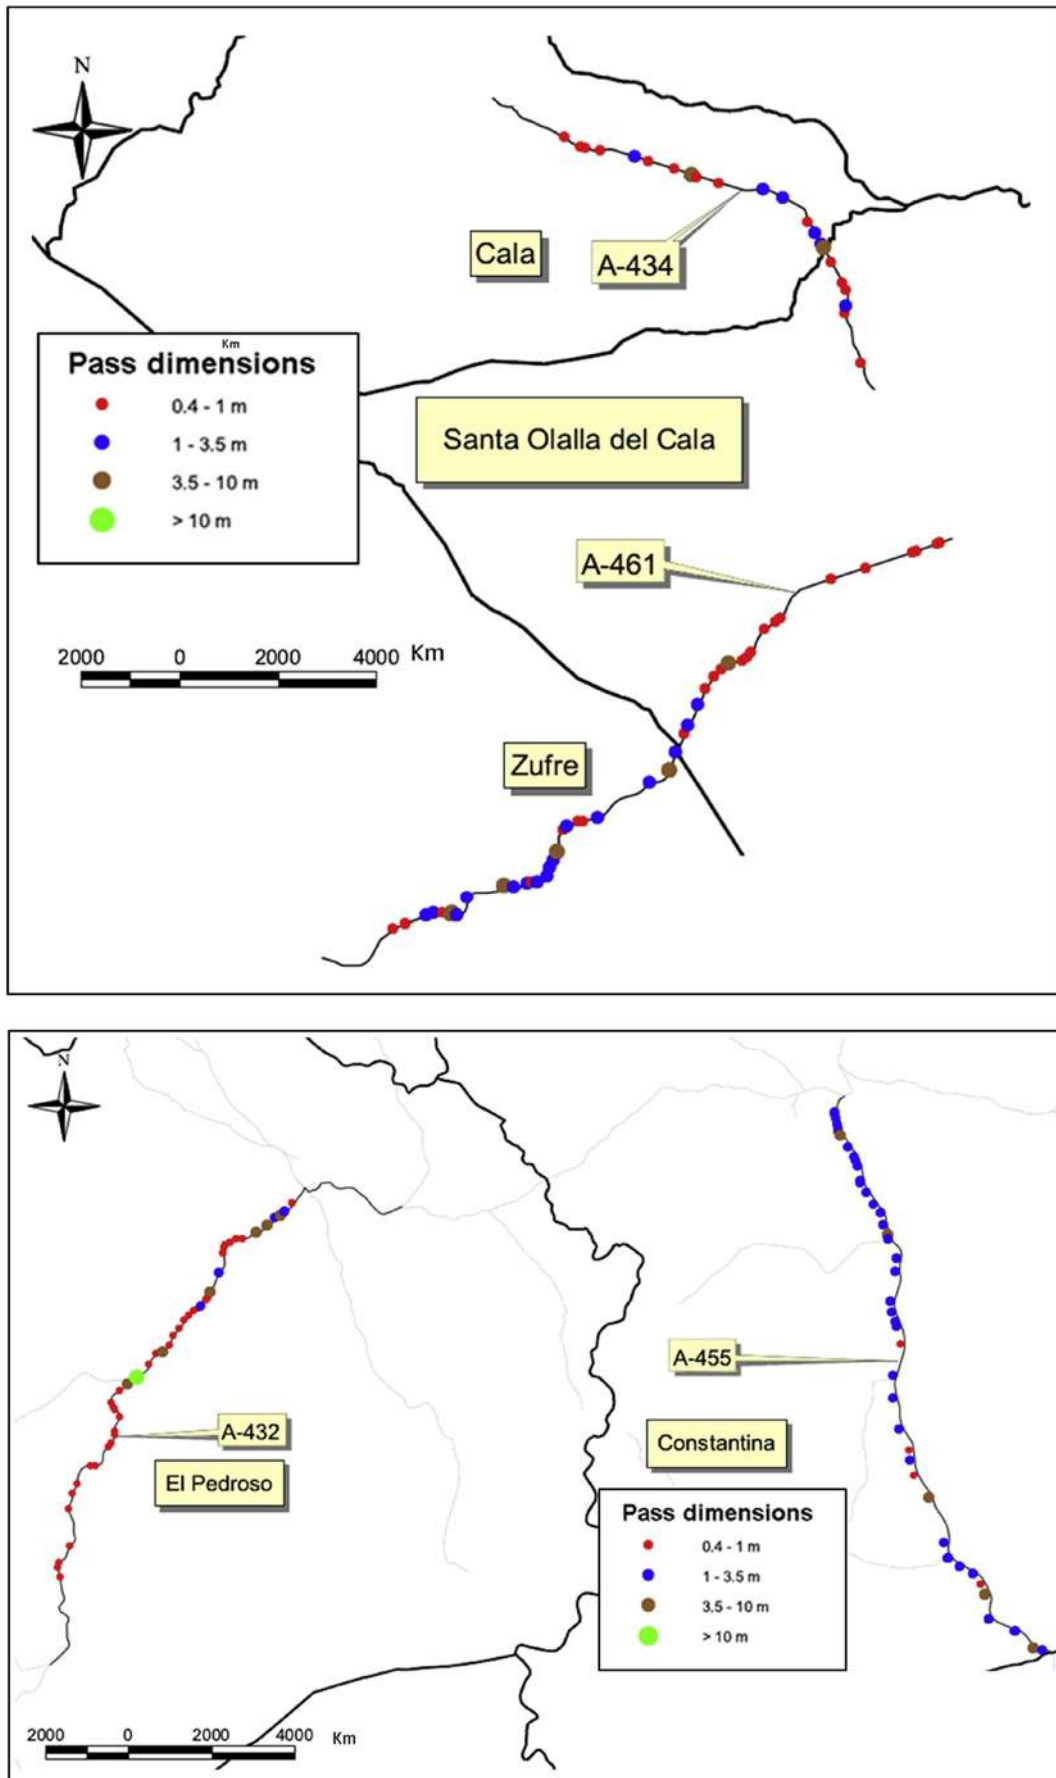 N
Cala
A-434
Km
Pass dimensions
0.4 - 1 m
1 - 3.5 m
3.5 - 10 m
> 10 m
Santa Olalla del Cala
A-461
2000 0 2000 4000 Km
Zufre
N
A-455
A-432
Constantina
El Pedroso
Pass dimensions
0.4 - 1 m
1 - 3.5 m
3.5 - 10 m
> 10 m
2000 0 2000 4000 Km